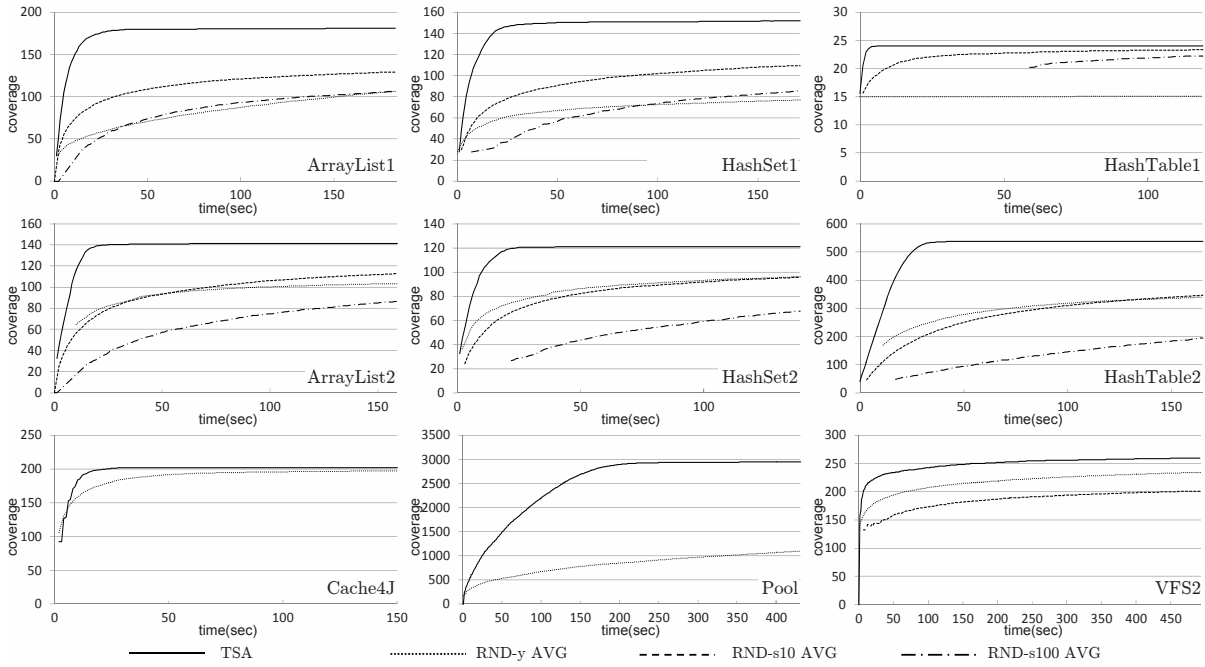 coverage
200
150
100
50
0
ArrayList1
0 50 100 150
time(sec)
coverage
160
140
120
100
80
60
40
20
0
HashSet1
0 50 100 150
time(sec)
coverage
30
25
20
15
10
5
0
HashTable1
0 50 100
time(sec)
coverage
160
140
120
100
80
60
40
20
0
ArrayList2
0 50 100 150
time(sec)
coverage
140
120
100
80
60
40
20
0
HashSet2
0 50 100
time(sec)
coverage
600
500
400
300
200
100
0
HashTable2
0 50 100 150
time(sec)
coverage
250
200
150
100
50
0
Cache4J
0 50 100 150
time(sec)
coverage
3500
3000
2500
2000
1500
1000
500
0
Pool
0 50 100 150 200 250 300 350 400
time(sec)
coverage
300
250
200
150
100
50
0
VFS2
0 50 100 150 200 250 300 350 400 450
time(sec)
TSA RND-y AVG RND-s10 AVG RND-s100 AVG